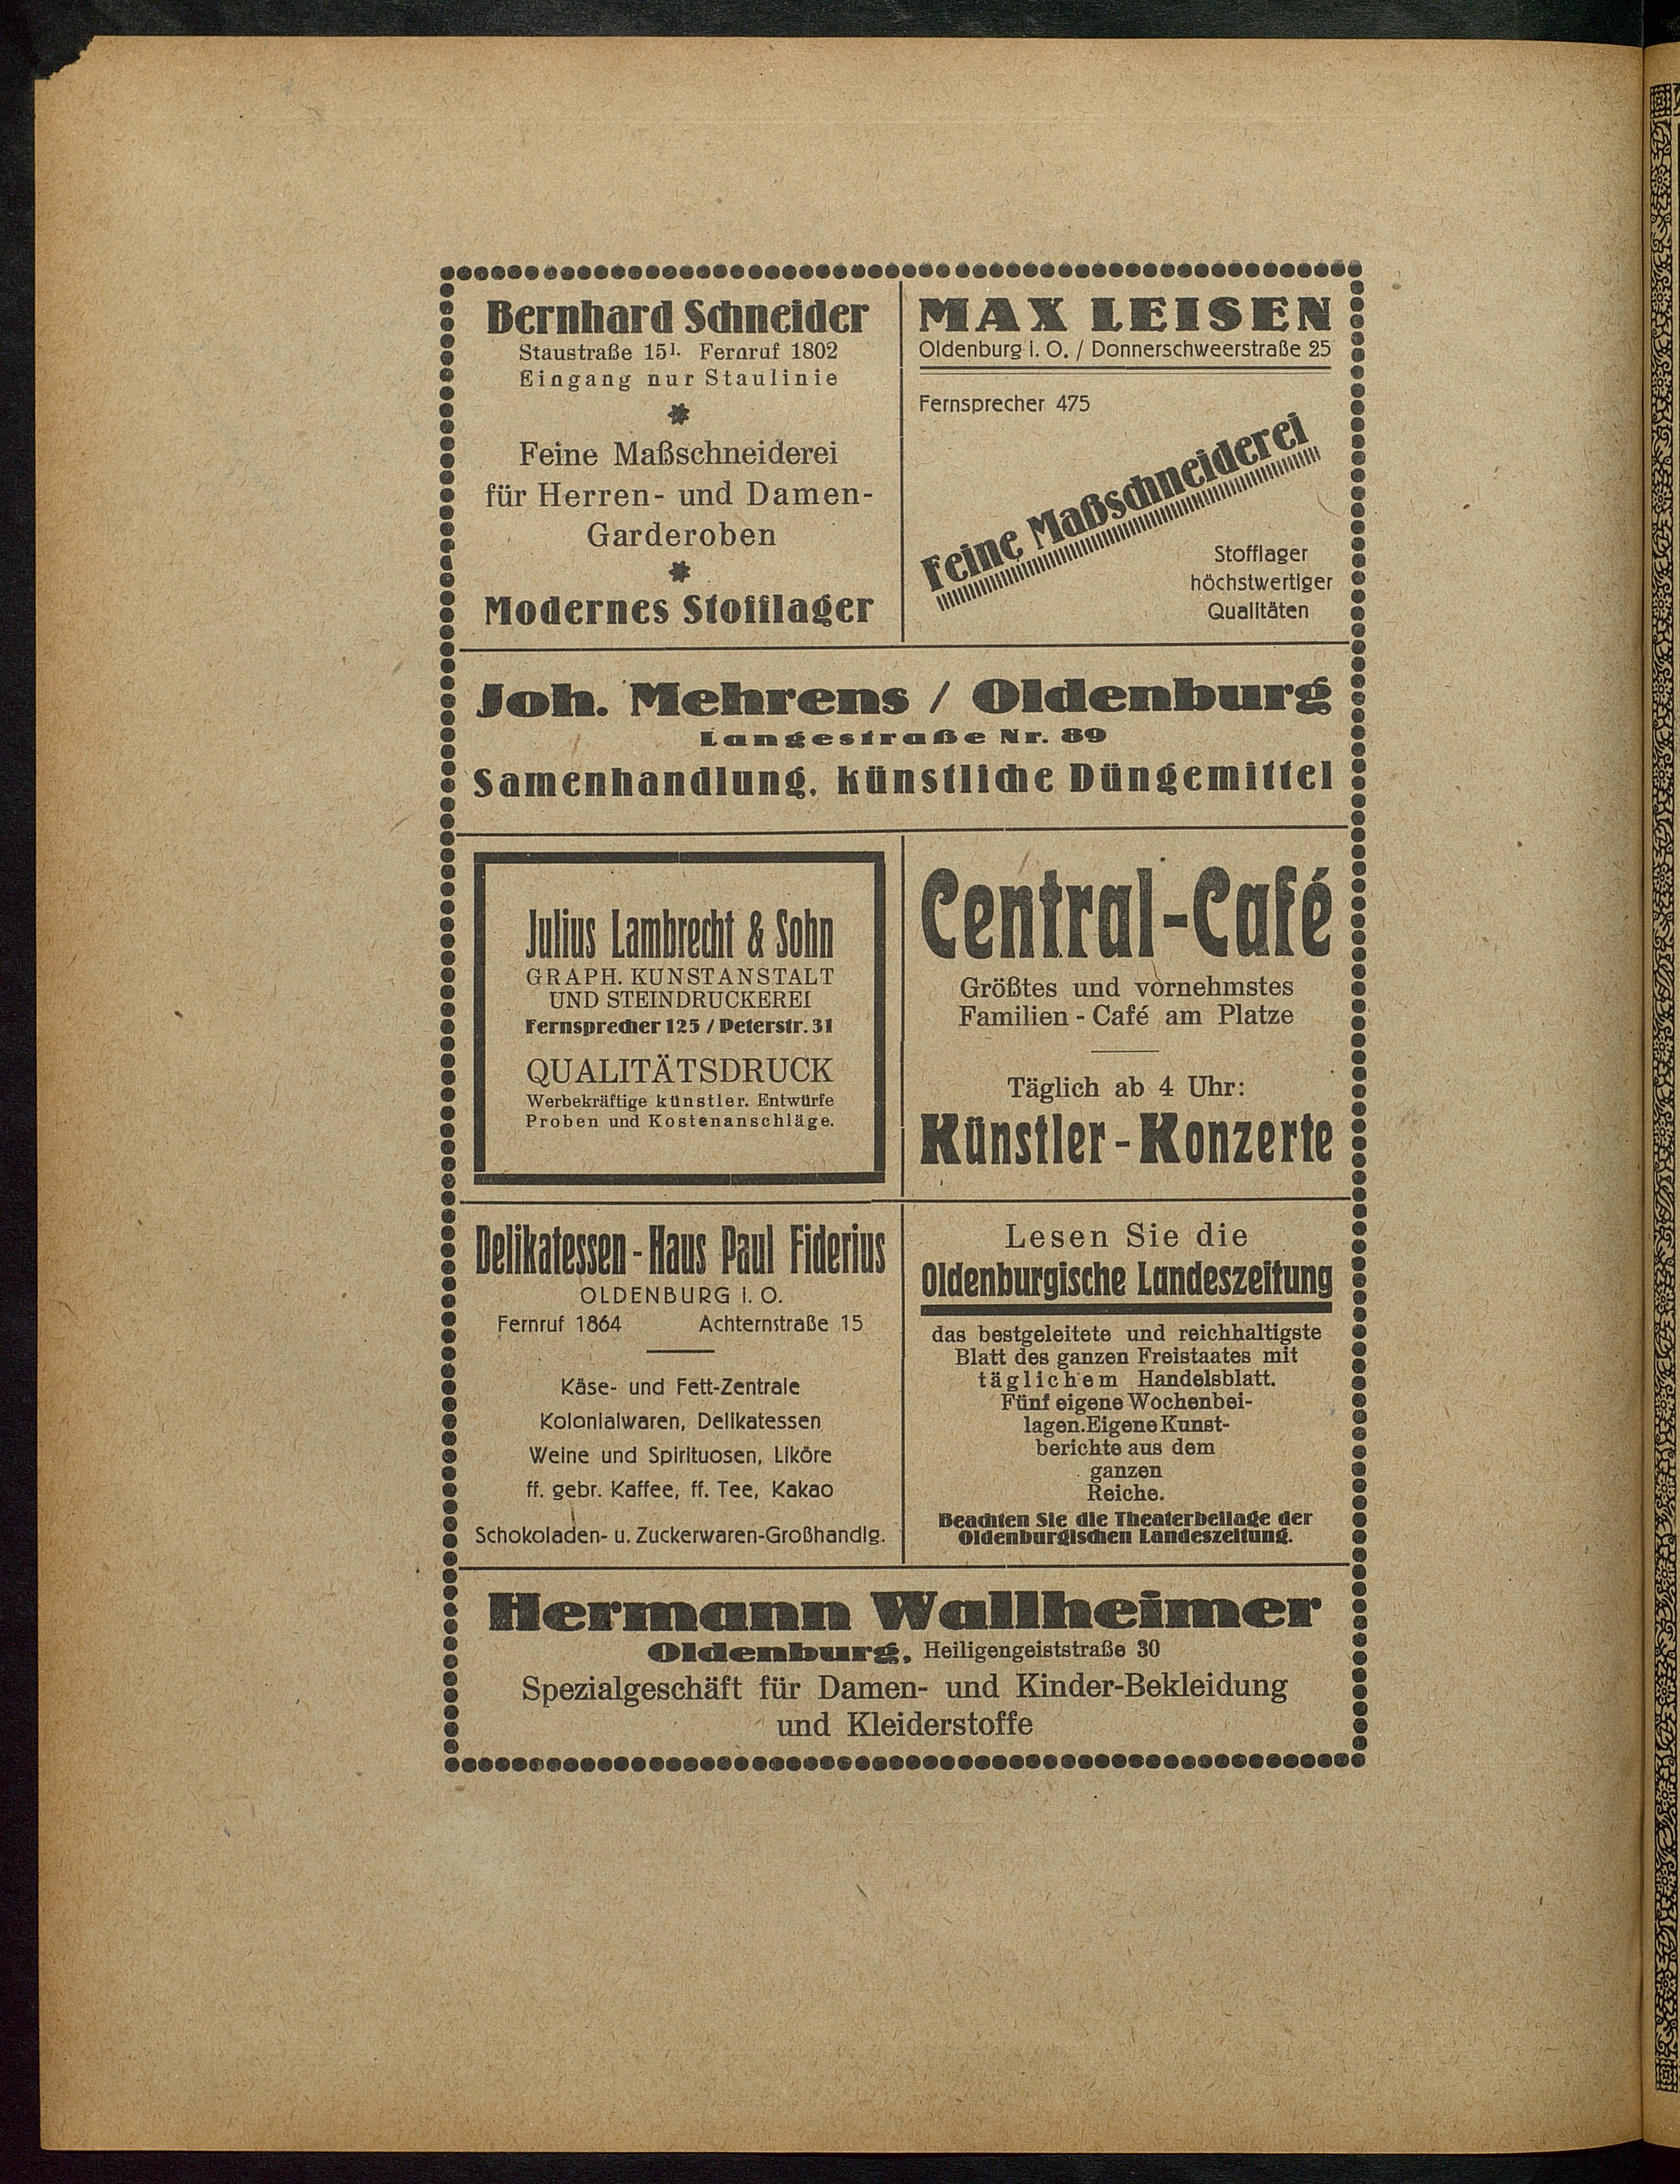 Bernhard Schneider
Staustraße 15¹· Fernruf 1802
Eingang nur Staulinie
Feine Maßschneiderei
für Herren- und Damen-
Garderoben
Modernes Stofflager
MAX LEISEN
Oldenburg i. O. / Donnerschweerstraße 25
Fernsprecher 475
Feine Maßschneiderei
Stofflager
höchstwertiger
Qualitäten
Joh. Mehrens / Oldenburg
Langestraße Nr. 89
Samenhandlung, künstliche Düngemittel
Julius Lambrecht & Sohn
GRAPH. KUNSTANSTALT
UND STEINDRUCKEREI
Fernsprecher 125 / Peterstr. 31
QUALITÄTSDRUCK
Werbekräftige künstler. Entwürfe
Proben und Kostenanschläge.
Central-Café
Größtes und vornehmstes
Familien-Café am Platze
Täglich ab 4 Uhr:
Künstler-Konzerte
Delikatessen-Haus Paul Fiderius
OLDENBURG i. O.
Fernruf 1864 Achternstraße 15
Käse- und Fett-Zentrale
Kolonialwaren, Delikatessen
Weine und Spirituosen, Liköre
ff. gebr. Kaffee, ff. Tee, Kakao
Schokoladen- u. Zuckerwaren-Großhandlg.
Lesen Sie die
Oldenburgische Landeszeitung
das bestgeleitete und reichhaltigste
Blatt des ganzen Freistaates mit
täglichem Handelsblatt.
Fünf eigene Wochenbei-
lagen. Eigene Kunst-
berichte aus dem
ganzen
Reiche.
Beachten Sie die Theaterbeilage der
Oldenburgischen Landeszeitung.
Hermann Wallheimer
Oldenburg, Heiligengeiststraße 30
Spezialgeschäft für Damen- und Kinder-Bekleidung
und Kleiderstoffe